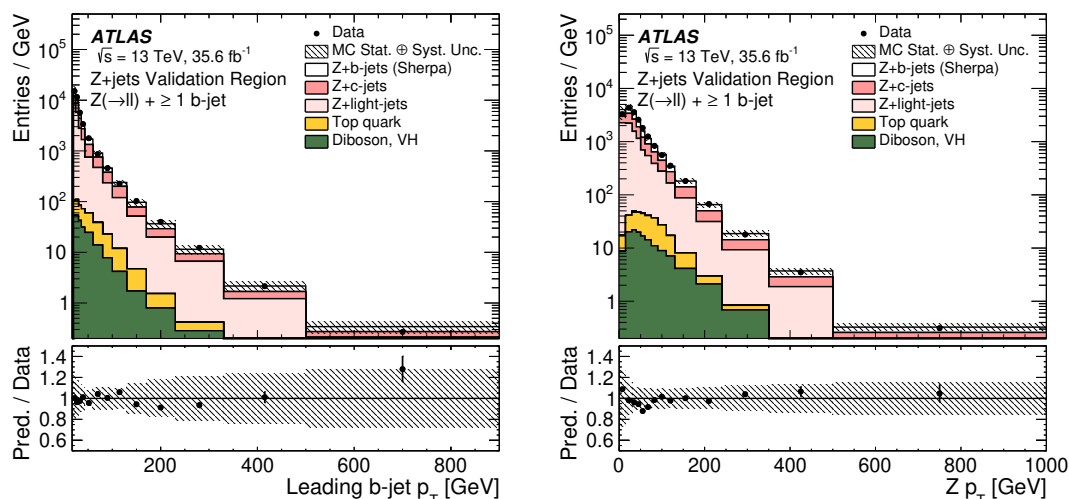 ATLAS
√s = 13 TeV, 35.6 fb⁻¹
Z+jets Validation Region
Z(→ll) + ≥ 1 b-jet
Data
MC Stat. ⊕ Syst. Unc.
Z+b-jets (Sherpa)
Z+c-jets
Z+light-jets
Top quark
Diboson, VH
Entries / GeV
10⁵
10⁴
10³
10²
10
1
Pred. / Data
1.4
1.2
1.0
0.8
0.6
200 400 600 800
Leading b-jet p_T [GeV]
ATLAS
√s = 13 TeV, 35.6 fb⁻¹
Z+jets Validation Region
Z(→ll) + ≥ 1 b-jet
Data
MC Stat. ⊕ Syst. Unc.
Z+b-jets (Sherpa)
Z+c-jets
Z+light-jets
Top quark
Diboson, VH
Entries / GeV
10⁵
10⁴
10³
10²
10
1
Pred. / Data
1.4
1.2
1.0
0.8
0.6
0 200 400 600 800 1000
Z p_T [GeV]